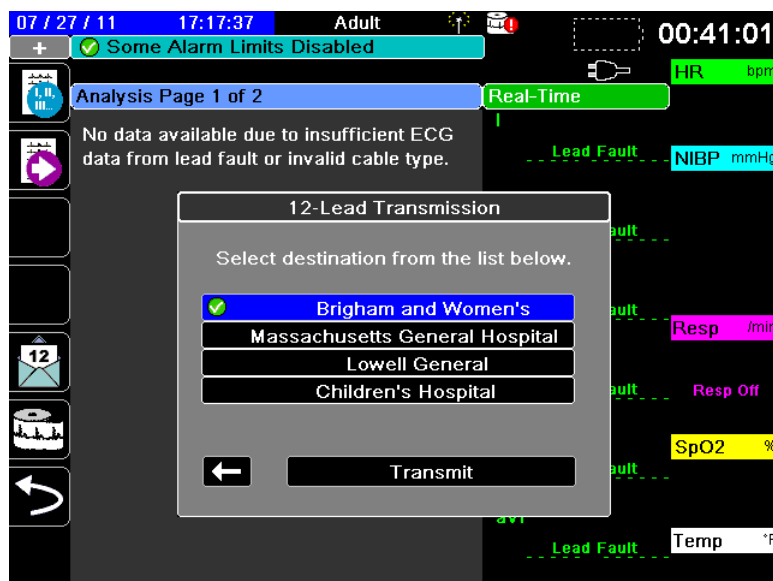 07 / 27 / 11 17:17:37 Adult
00:41:01
+ Some Alarm Limits Disabled
HR bpm
I, II, III...
Analysis Page 1 of 2
Real-Time
No data available due to insufficient ECG
data from lead fault or invalid cable type.
I
Lead Fault
NIBP mmHg
12-Lead Transmission
ault
Select destination from the list below.
Brigham and Women's
ault
Massachusetts General Hospital
Resp /min
12
Lowell General
Children's Hospital
ault
Resp Off
SpO2 %
Transmit
ault
aVf
Lead Fault
Temp °F